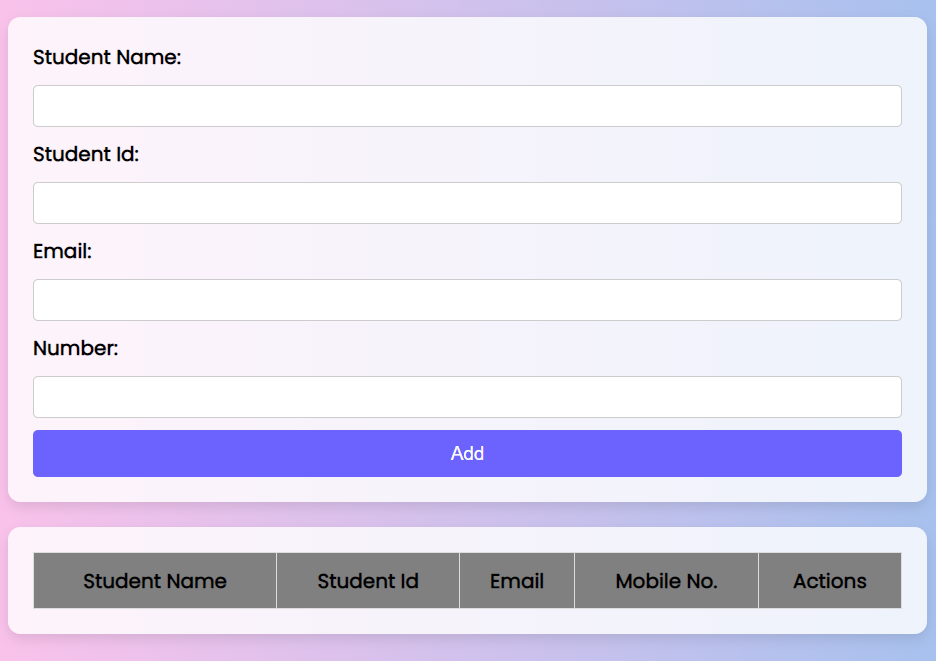 Student Name:
Student Id:
Email:
Number:
Add
Student Name Student Id Email Mobile No. Actions